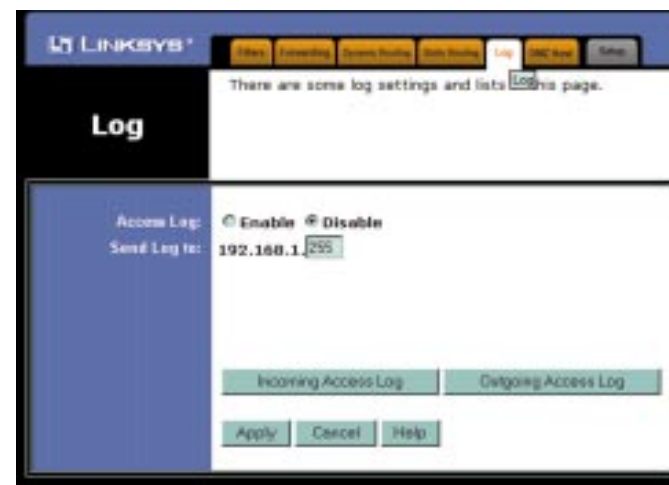 LINKSYS®
Filters Forwarding Dynamic Routing Static Routing Log DMZ Host Setup
There are some log settings and lists this page.
Log
Log
Access Log: Enable Disable
Send Log to: 192.168.1. 255
Incoming Access Log Outgoing Access Log
Apply Cancel Help